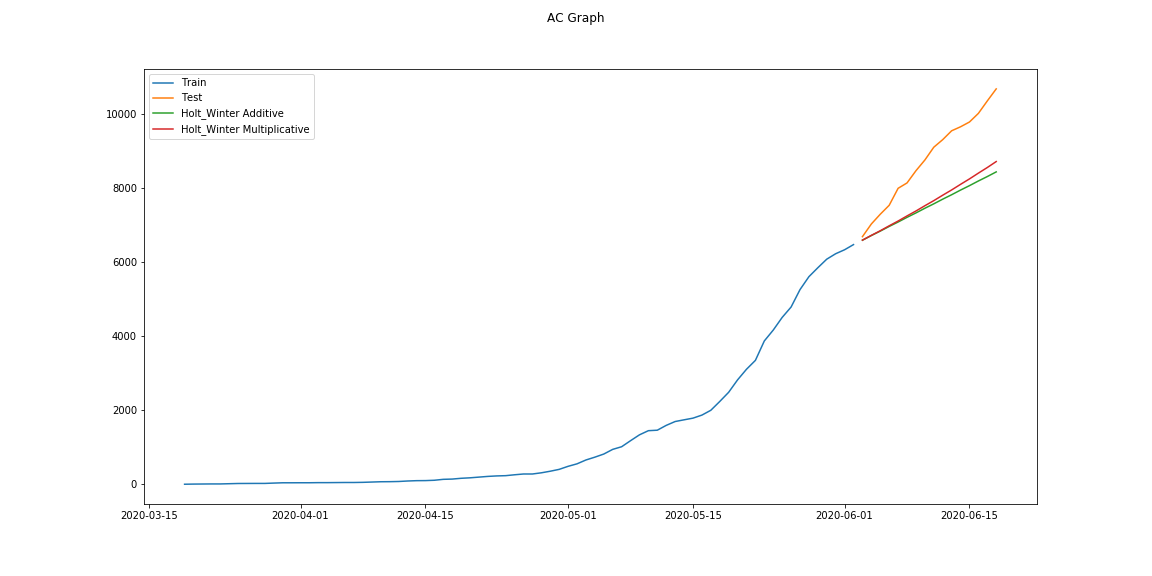 AC Graph
Train
Test
Holt_Winter Additive
Holt_Winter Multiplicative
10000
8000
6000
4000
2000
0
2020-03-15 2020-04-01 2020-04-15 2020-05-01 2020-05-15 2020-06-01 2020-06-15